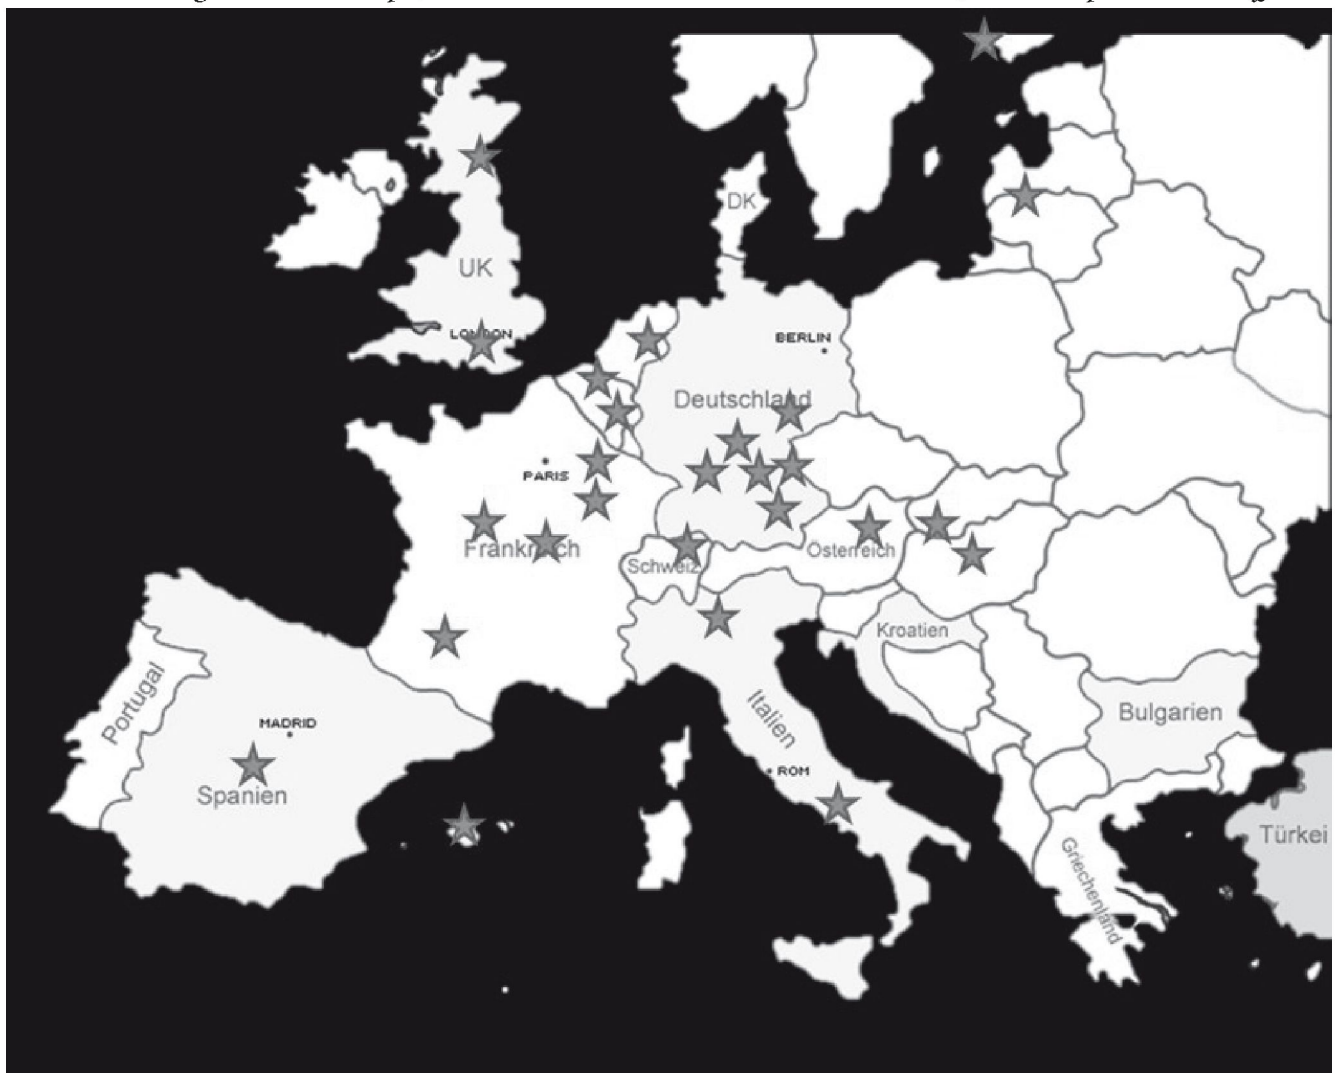 DK
UK
LONDON
BERLIN
Deutschland
PARIS
Frankreich
Österreich
Schweiz
Kroatien
Portugal
MADRID
Spanien
Italien
ROM
Bulgarien
Türkei
Griechenland